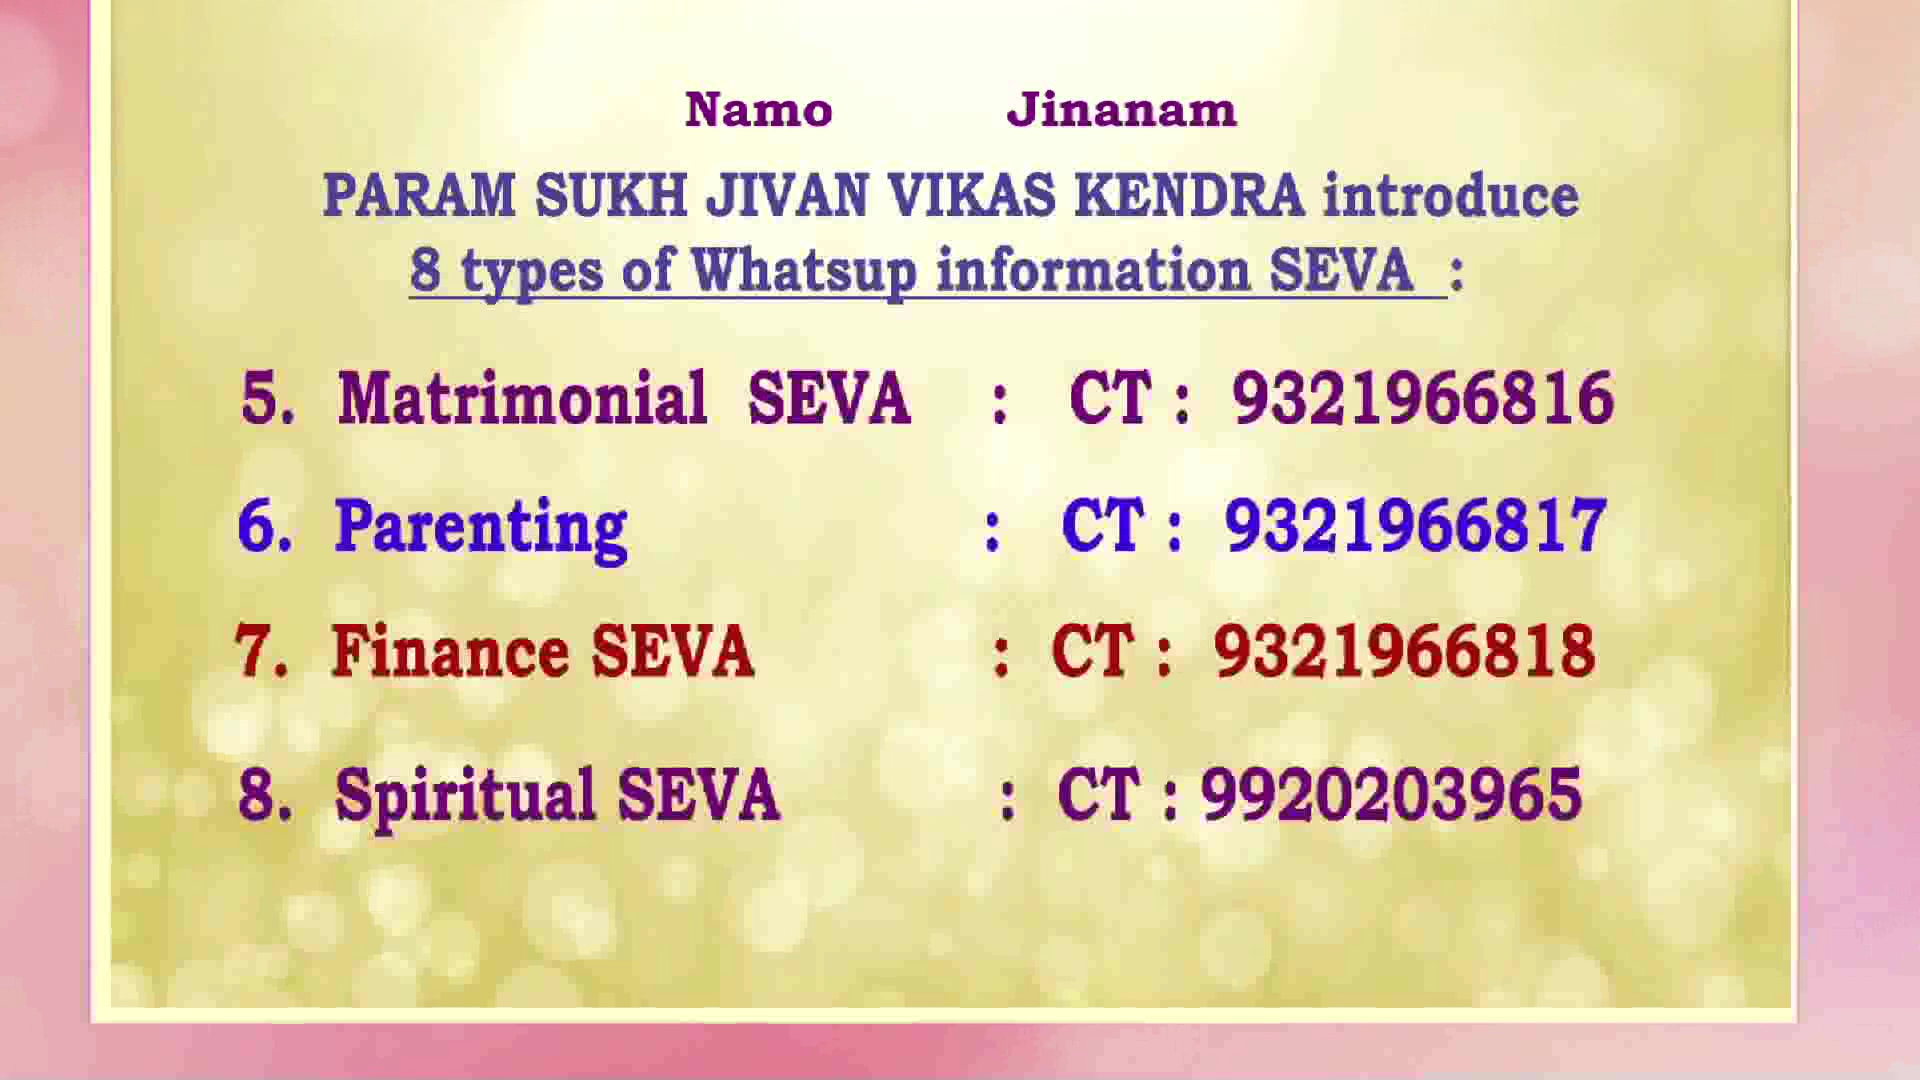 Namo Jinanam
PARAM SUKH JIVAN VIKAS KENDRA introduce
8 types of Whatsup information SEVA :
5. Matrimonial SEVA : CT : 9321966816
6. Parenting : CT : 9321966817
7. Finance SEVA : CT : 9321966818
8. Spiritual SEVA : CT : 9920203965